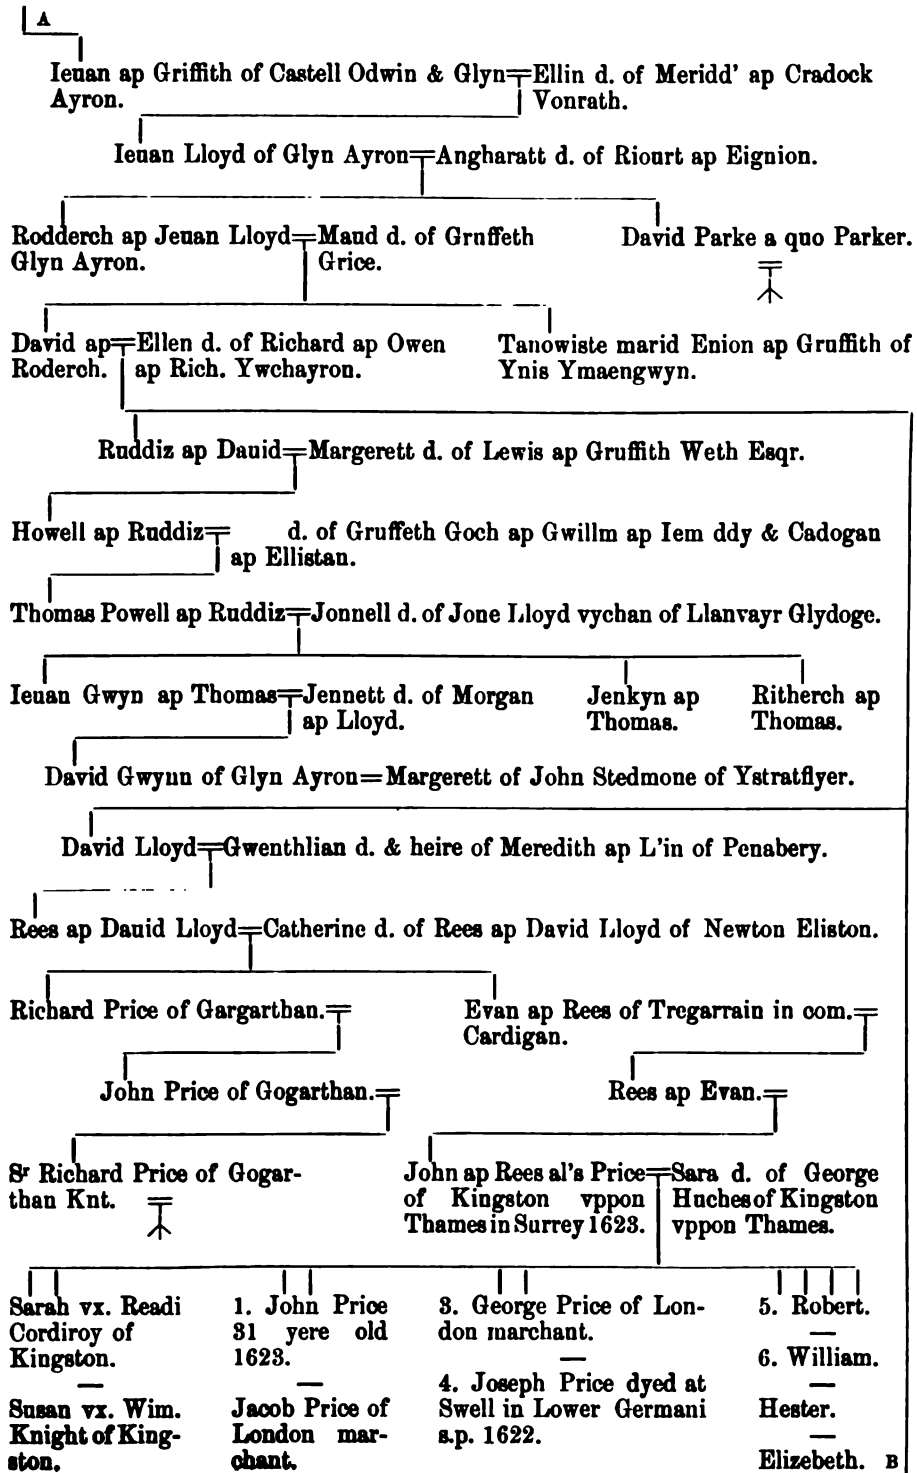 A
Ieuan ap Griffith of Castell Odwin & Glyn=Ellin d. of Meridd' ap Cradock
Ayron. Vonrath.
Ieuan Lloyd of Glyn Ayron=Angharatt d. of Riourt ap Eignion.
Rodderch ap Jeuan Lloyd=Maud d. of Gruffeth David Parke a quo Parker.
Glyn Ayron. Grice.
David ap=Ellen d. of Richard ap Owen Tanowiste marid Enion ap Gruffith of
Roderch. ap Rich. Ywchayron. Ynis Ymaengwyn.
Ruddiz ap Dauid=Margerett d. of Lewis ap Gruffith Weth Esqr.
Howell ap Ruddiz= d. of Gruffeth Goch ap Gwillm ap Iem ddy & Cadogan
ap Ellistan.
Thomas Powell ap Ruddiz=Jonnell d. of Jone Lloyd vychan of Llanvayr Glydoge.
Ieuan Gwyn ap Thomas=Jennett d. of Morgan Jenkyn ap Ritherch ap
ap Lloyd. Thomas. Thomas.
David Gwynn of Glyn Ayron=Margerett of John Stedmone of Ystratflyer.
David Lloyd=Gwenthlian d. & heire of Meredith ap L'in of Penabery.
Rees ap Dauid Lloyd=Catherine d. of Rees ap David Lloyd of Newton Eliston.
Richard Price of Gargarthan.= Evan ap Rees of Tregarrain in com.=
Cardigan.
John Price of Gogarthan.= Rees ap Evan.=
Sr Richard Price of Gogar- John ap Rees al's Price=Sara d. of George
than Knt. of Kingston vppon Huches of Kingston
Thames in Surrey 1623. vppon Thames.
Sarah vx. Readi 1. John Price 3. George Price of Lon- 5. Robert.
Cordiroy of 31 yere old don marchant. —
Kingston. 1623. — 6. William.
— — 4. Joseph Price dyed at —
Susan vx. Wim. Jacob Price of Swell in Lower Germani Hester.
Knight of King- London mar- s.p. 1622. —
ston. chant. Elizebeth. B